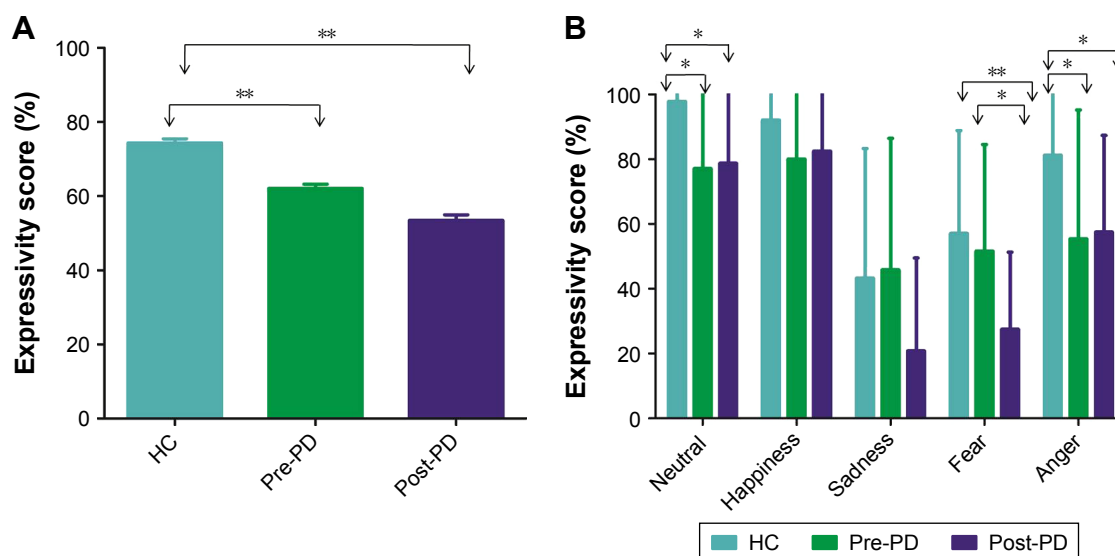 A
Expressivity score (%)
100
80
60
40
20
0
**
**
HC
Pre-PD
Post-PD
B
Expressivity score (%)
100
80
60
40
20
0
*
*
**
*
*
*
Neutral
Happiness
Sadness
Fear
Anger
HC Pre-PD Post-PD